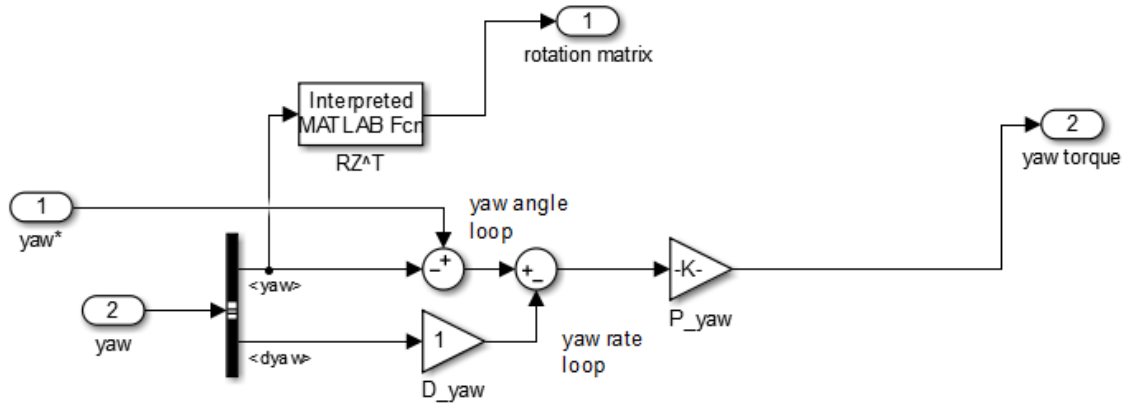 1
rotation matrix
Interpreted
MATLAB Fcn
RZ^T
2
yaw torque
1
yaw*
yaw angle
loop
- +
+ -
<yaw>
-K-
P_yaw
2
yaw
<dyaw>
1
D_yaw
yaw rate
loop